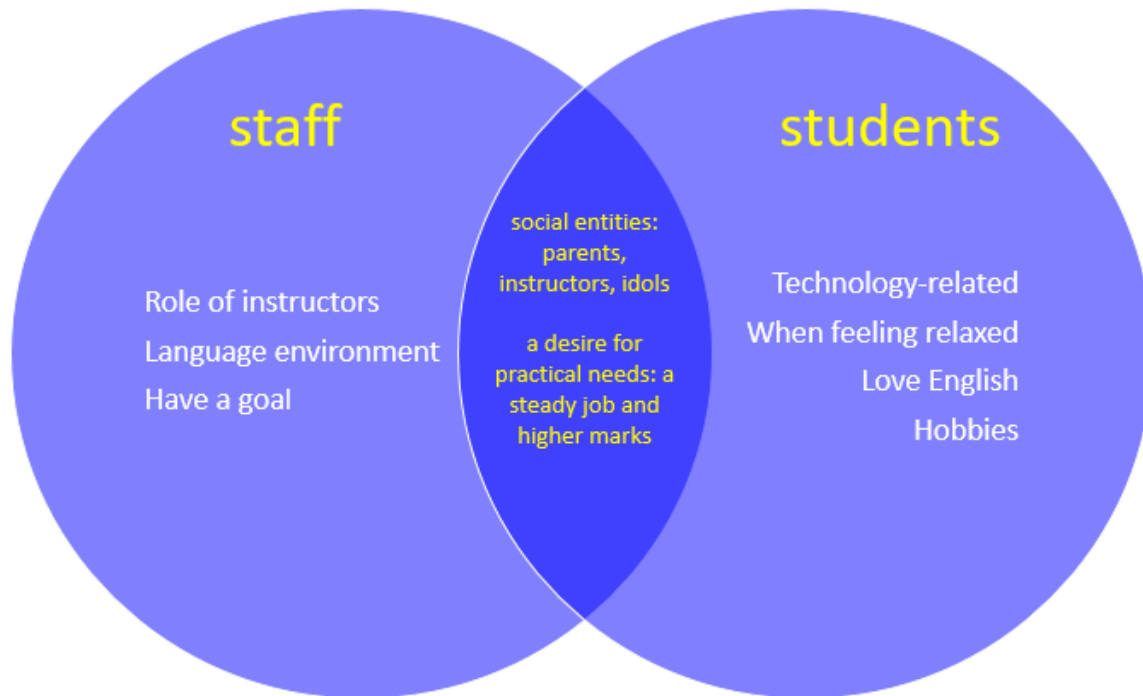 staff
students
Role of instructors
Language environment
Have a goal
social entities:
parents,
instructors, idols
a desire for
practical needs: a
steady job and
higher marks
Technology-related
When feeling relaxed
Love English
Hobbies